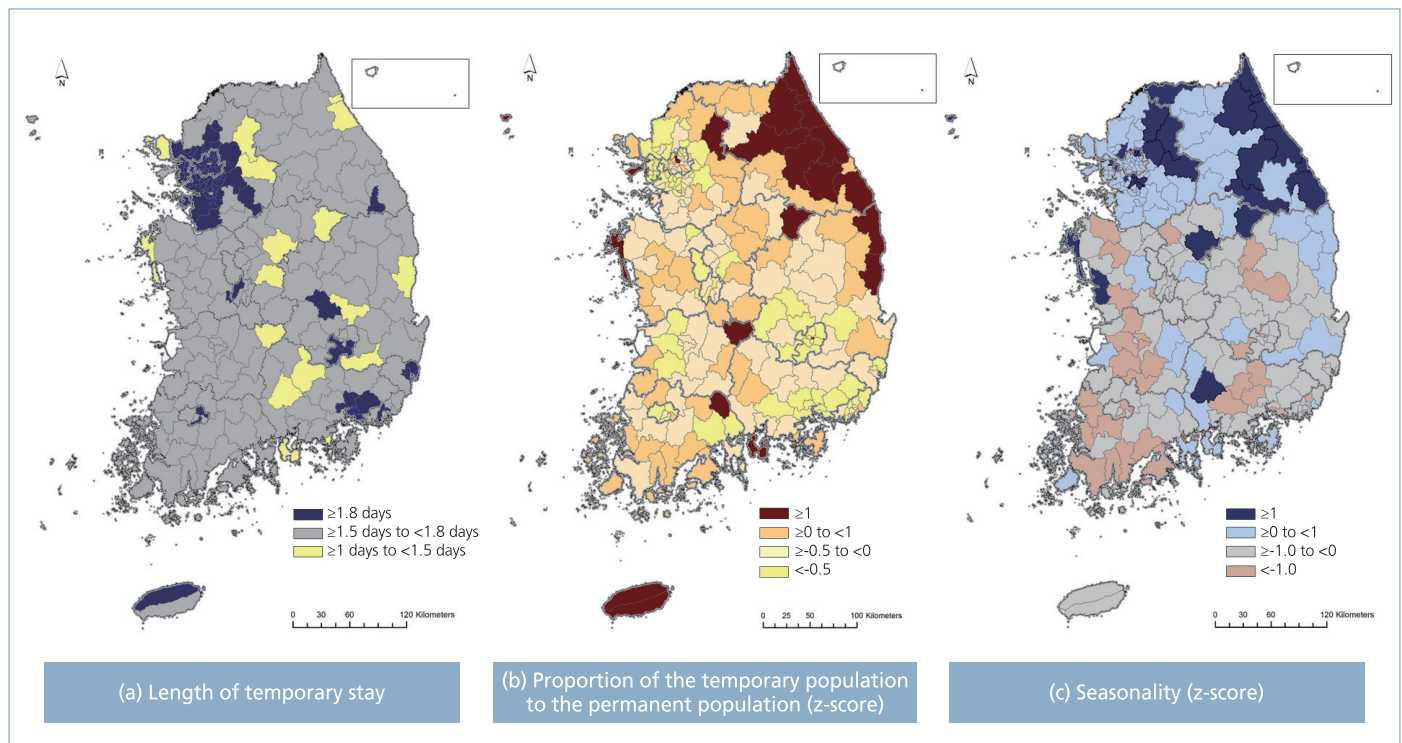 N
≥1.8 days
≥1.5 days to <1.8 days
≥1 days to <1.5 days
0 30 60 120 Kilometers
(a) Length of temporary stay
N
≥1
≥0 to <1
≥-0.5 to <0
<-0.5
0 25 50 100 Kilometers
(b) Proportion of the temporary population
to the permanent population (z-score)
N
≥1
≥0 to <1
≥-1.0 to <0
<-1.0
0 30 60 120 Kilometers
(c) Seasonality (z-score)